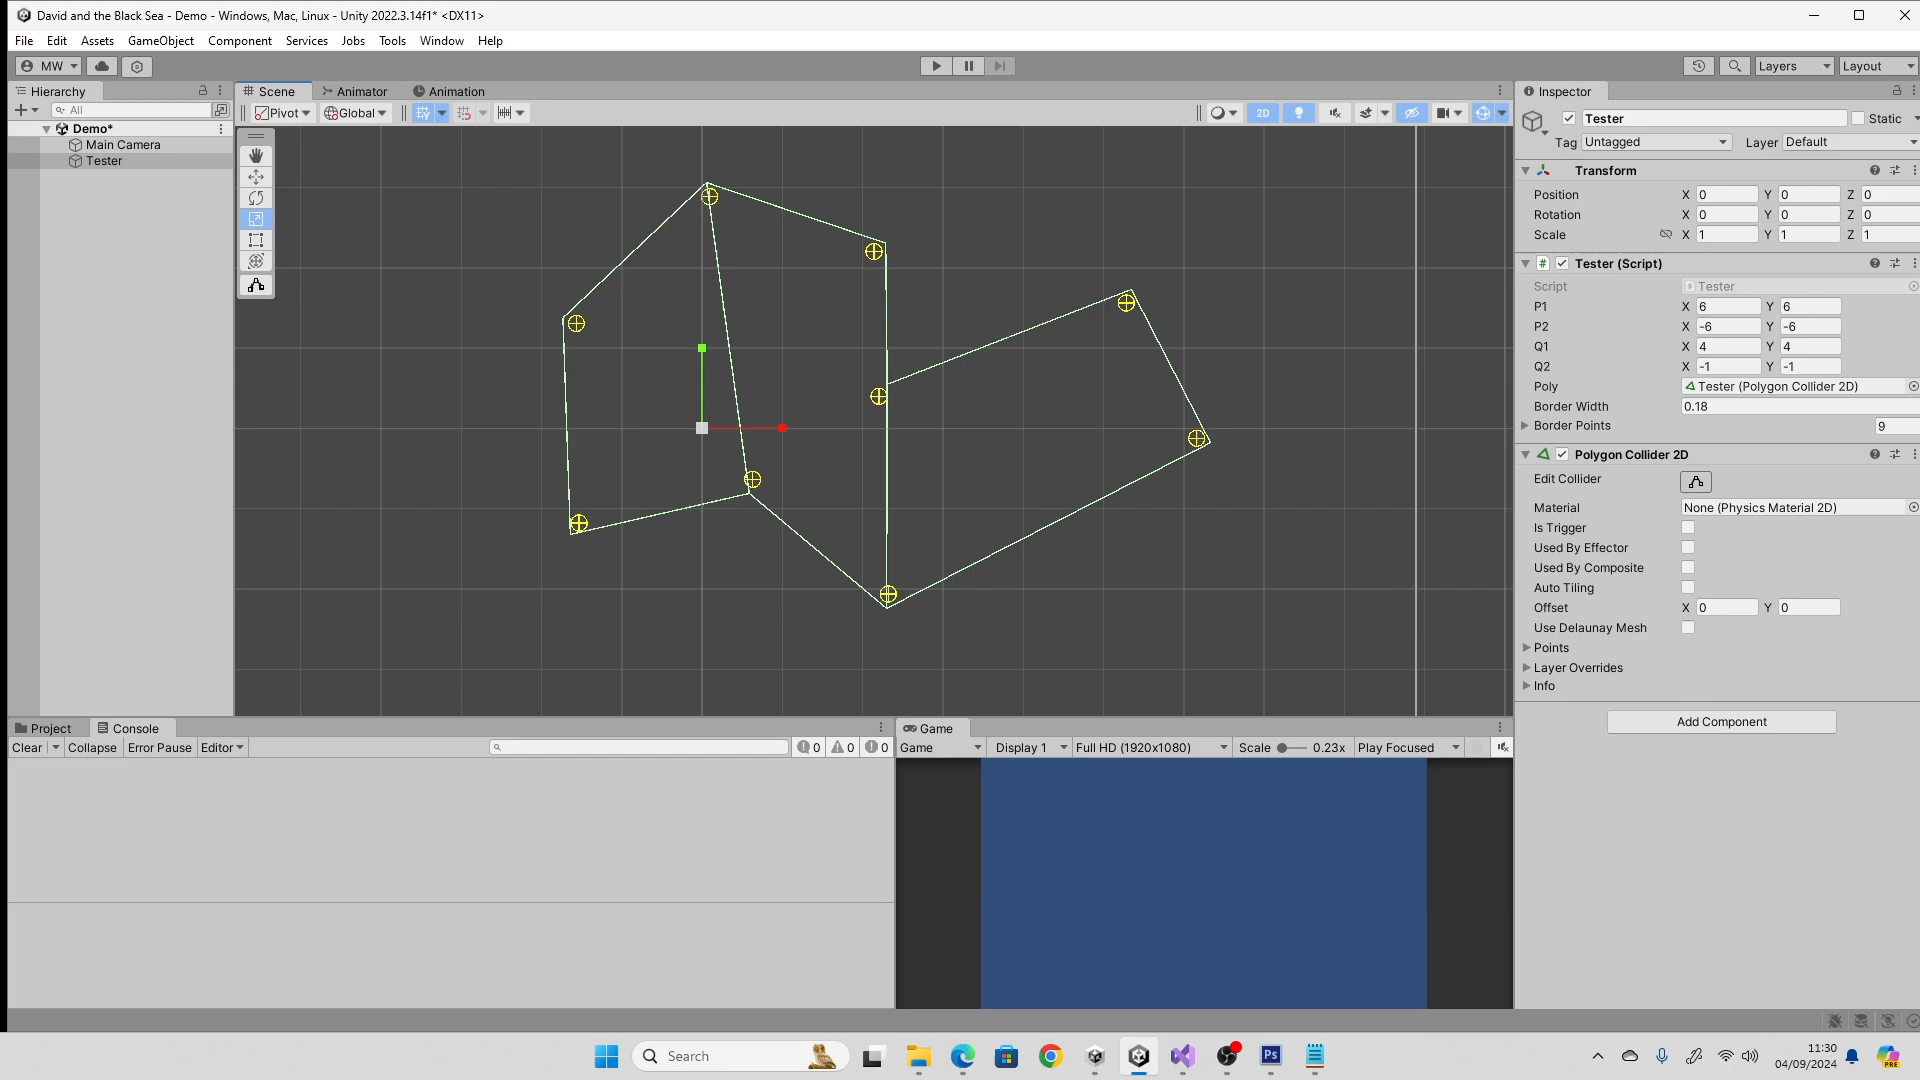 David and the Black Sea - Demo - Windows, Mac, Linux - Unity 2022.3.14f1* <DX11>
File Edit Assets GameObject Component Services Jobs Tools Window Help
MW Layers Layout
Hierarchy
All
Demo*
Main Camera
Tester
Scene Animator Animation
Pivot Global 2D
Inspector
Tester Static
Tag Untagged Layer Default
Transform
Position X 0 Y 0 Z 0
Rotation X 0 Y 0 Z 0
Scale X 1 Y 1 Z 1
# Tester (Script)
Script Tester
P1 X 6 Y 6
P2 X -6 Y -6
Q1 X 4 Y 4
Q2 X -1 Y -1
Poly Tester (Polygon Collider 2D)
Border Width 0.18
Border Points 9
Polygon Collider 2D
Edit Collider
Material None (Physics Material 2D)
Is Trigger
Used By Effector
Used By Composite
Auto Tiling
Offset X 0 Y 0
Use Delaunay Mesh
Points
Layer Overrides
Info
Add Component
Project Console
Clear Collapse Error Pause Editor 0 0 0
Game
Game Display 1 Full HD (1920x1080) Scale 0.23x Play Focused
Search
Ps
11:30
04/09/2024
PRE